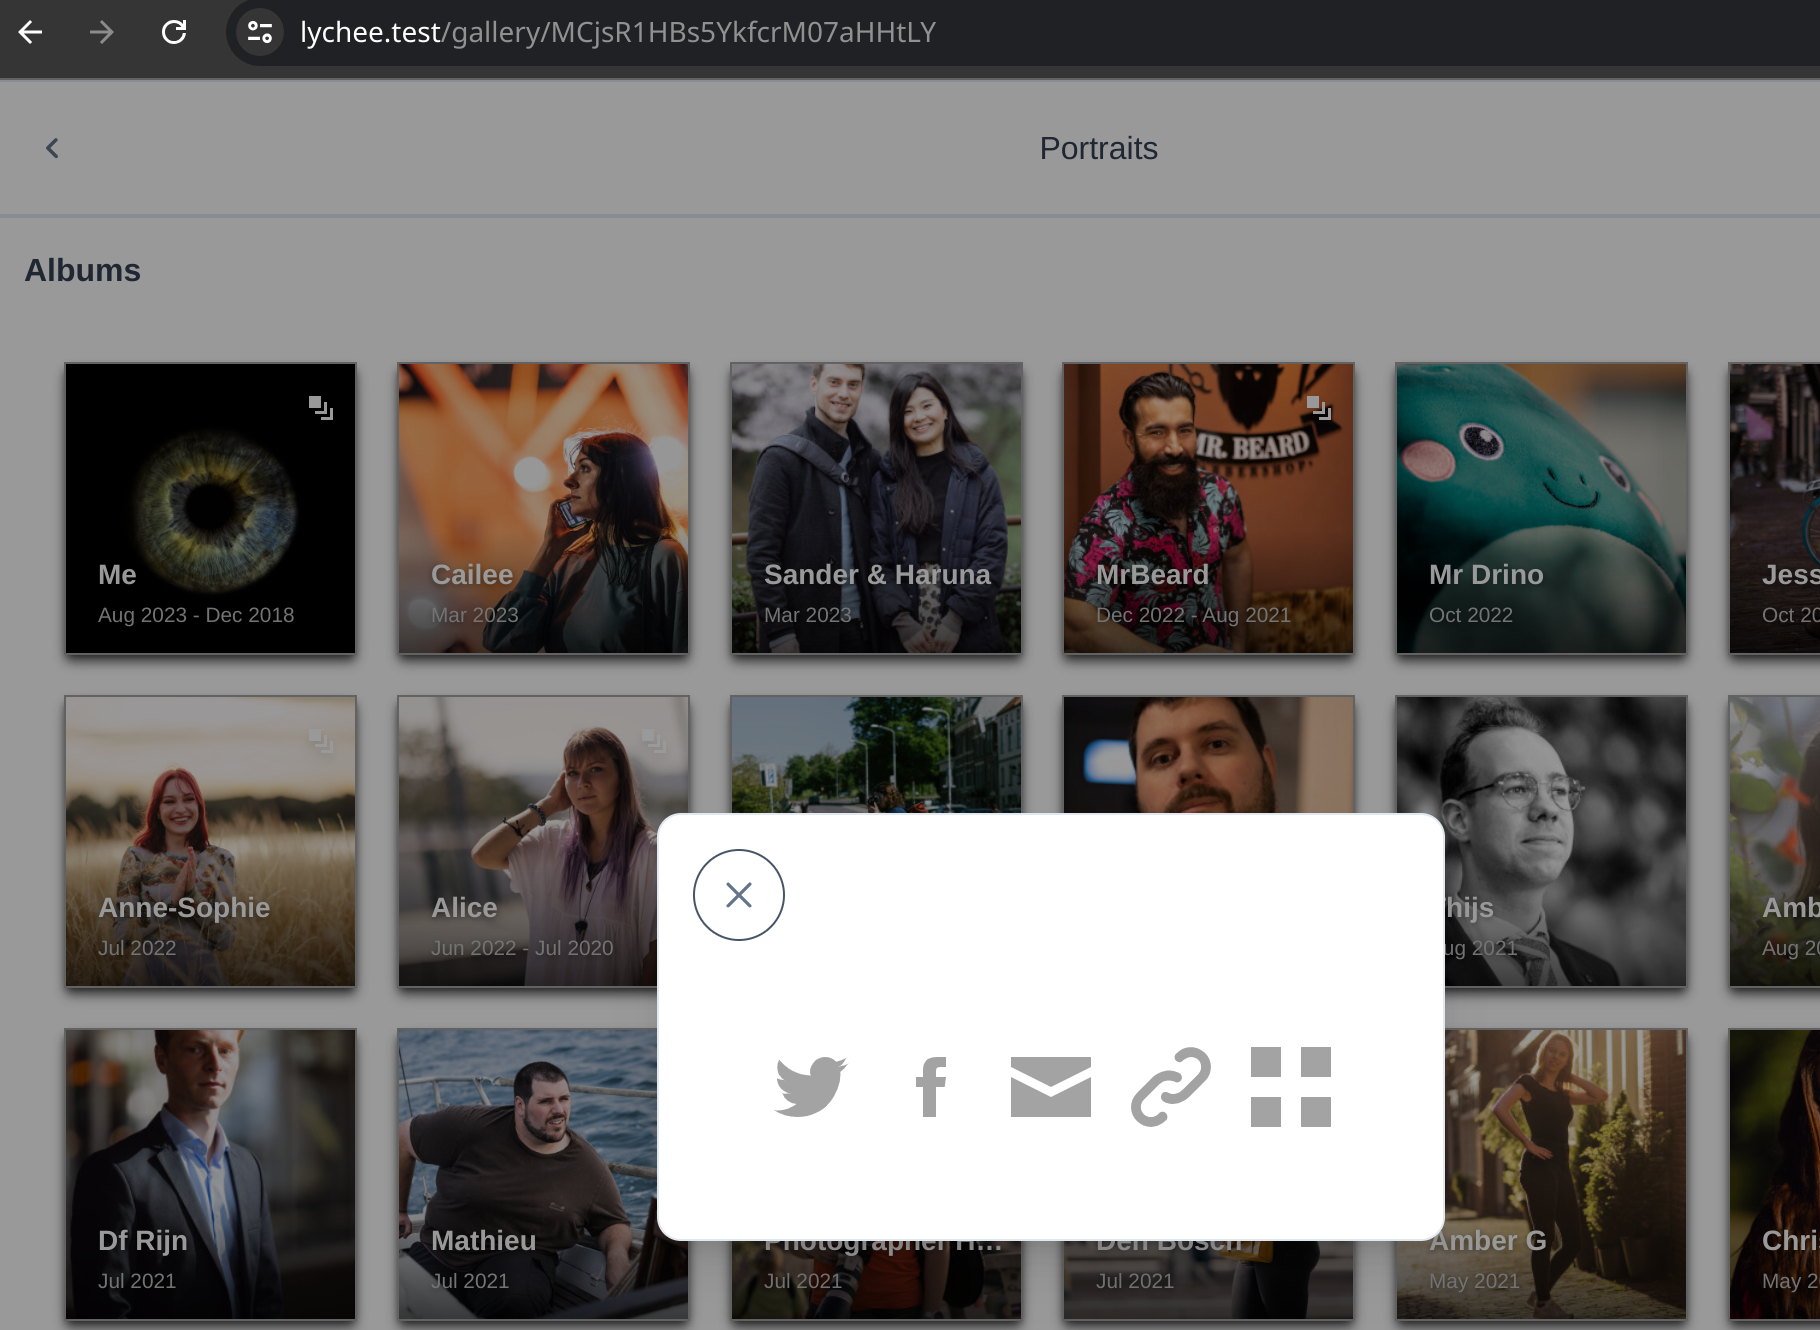 lychee.test/gallery/MCjsR1HBs5YkfcrM07aHHtLY
Portraits
Albums
MR. BEARD
Me
Cailee
Sander & Haruna
MrBeard
Mr Drino
Jess
Aug 2023 - Dec 2018
Mar 2023
Mar 2023
Dec 2022 - Aug 2021
Oct 2022
Oct 20
Anne-Sophie
Alice
hijs
Amb
Jul 2022
Jun 2022 - Jul 2020
ug 2021
Aug 20
Df Rijn
Mathieu
Photographer H...
Den Bosch
Amber G
Chri
Jul 2021
Jul 2021
Jul 2021
Jul 2021
May 2021
May 2